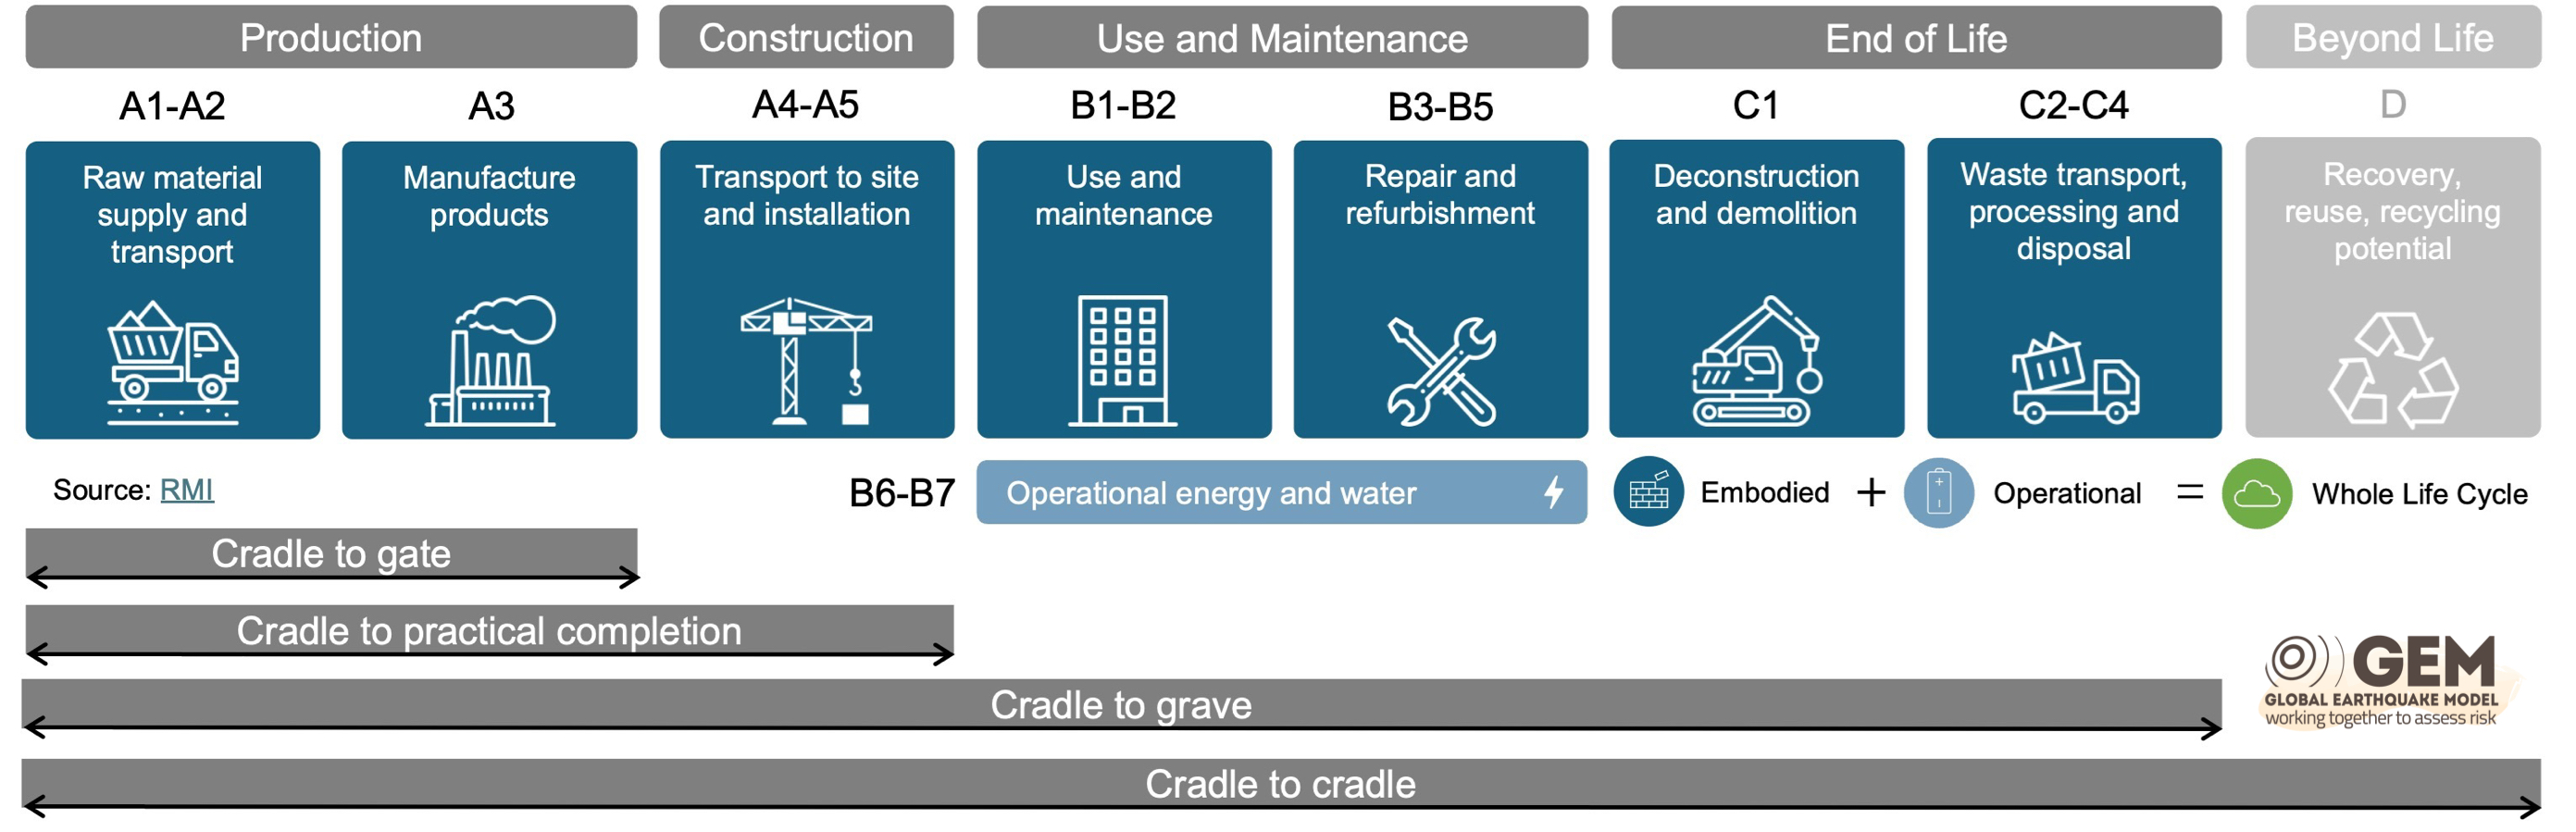 Production
Construction
Use and Maintenance
End of Life
Beyond Life
A1-A2
A3
A4-A5
B1-B2
B3-B5
C1
C2-C4
D
Raw material
supply and
transport
Manufacture
products
Transport to site
and installation
Use and
maintenance
Repair and
refurbishment
Deconstruction
and demolition
Waste transport,
processing and
disposal
Recovery,
reuse, recycling
potential
Source: RMI
B6-B7
Operational energy and water
Embodied
+
Operational
=
Whole Life Cycle
Cradle to gate
Cradle to practical completion
Cradle to grave
Cradle to cradle
GEM
GLOBAL EARTHQUAKE MODEL
working together to assess risk